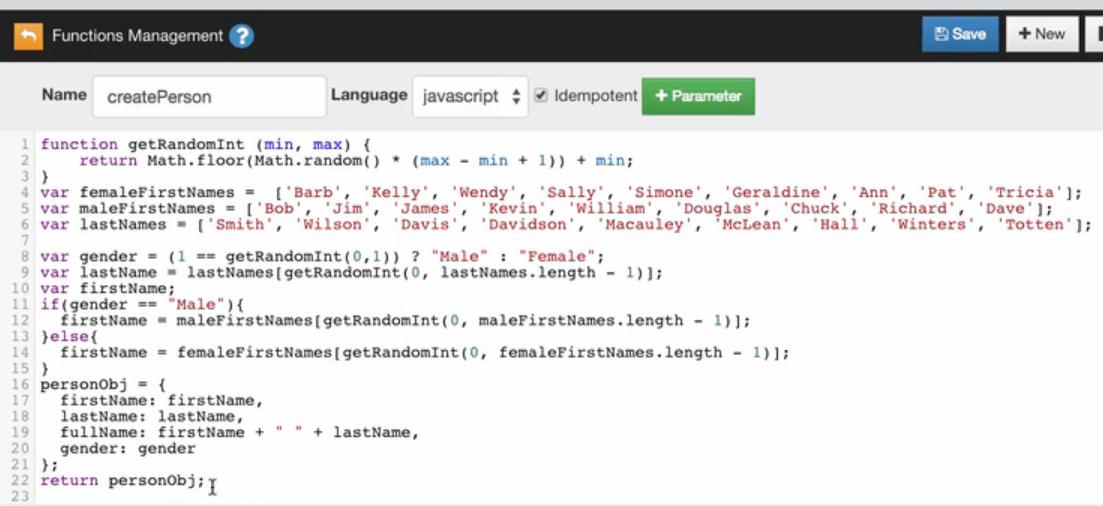 Functions Management ?
Save + New
Name createPerson Language javascript Idempotent + Parameter
1 function getRandomInt (min, max) {
2 return Math.floor(Math.random() * (max - min + 1)) + min;
3 }
4 var femaleFirstNames = ['Barb', 'Kelly', 'Wendy', 'Sally', 'Simone', 'Geraldine', 'Ann', 'Pat', 'Tricia'];
5 var maleFirstNames = ['Bob', 'Jim', 'James', 'Kevin', 'William', 'Douglas', 'Chuck', 'Richard', 'Dave'];
6 var lastNames = ['Smith', 'Wilson', 'Davis', 'Davidson', 'Macauley', 'McLean', 'Hall', 'Winters', 'Totten'];
7
8 var gender = (1 == getRandomInt(0,1)) ? "Male" : "Female";
9 var lastName = lastNames[getRandomInt(0, lastNames.length - 1)];
10 var firstName;
11 if(gender == "Male"){
12 firstName = maleFirstNames[getRandomInt(0, maleFirstNames.length - 1)];
13 }else{
14 firstName = femaleFirstNames[getRandomInt(0, femaleFirstNames.length - 1)];
15 }
16 personObj = {
17 firstName: firstName,
18 lastName: lastName,
19 fullName: firstName + " " + lastName,
20 gender: gender
21 };
22 return personObj;
23